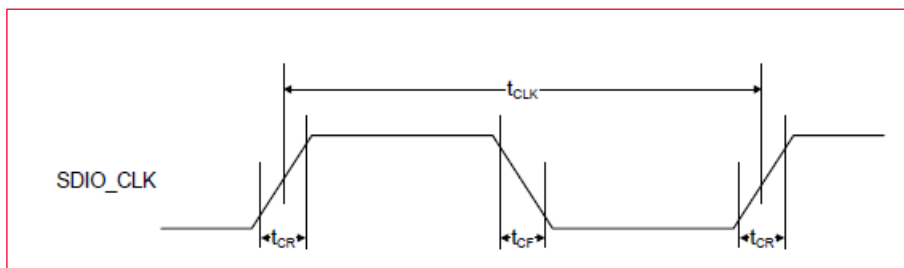 tCLK
SDIO_CLK
tCR
tCF
tCR